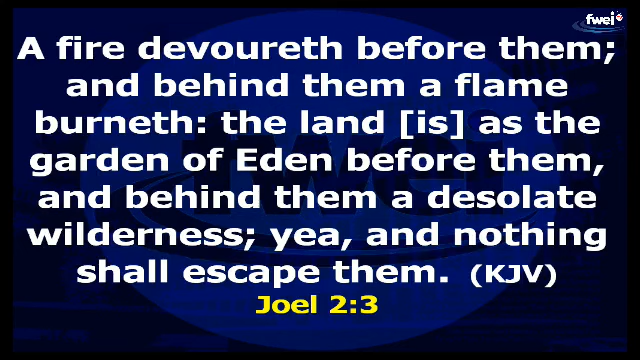 fwei
A fire devoureth before them;
and behind them a flame
burneth: the land [is] as the
garden of Eden before them,
and behind them a desolate
wilderness; yea, and nothing
shall escape them. (KJV)
Joel 2:3